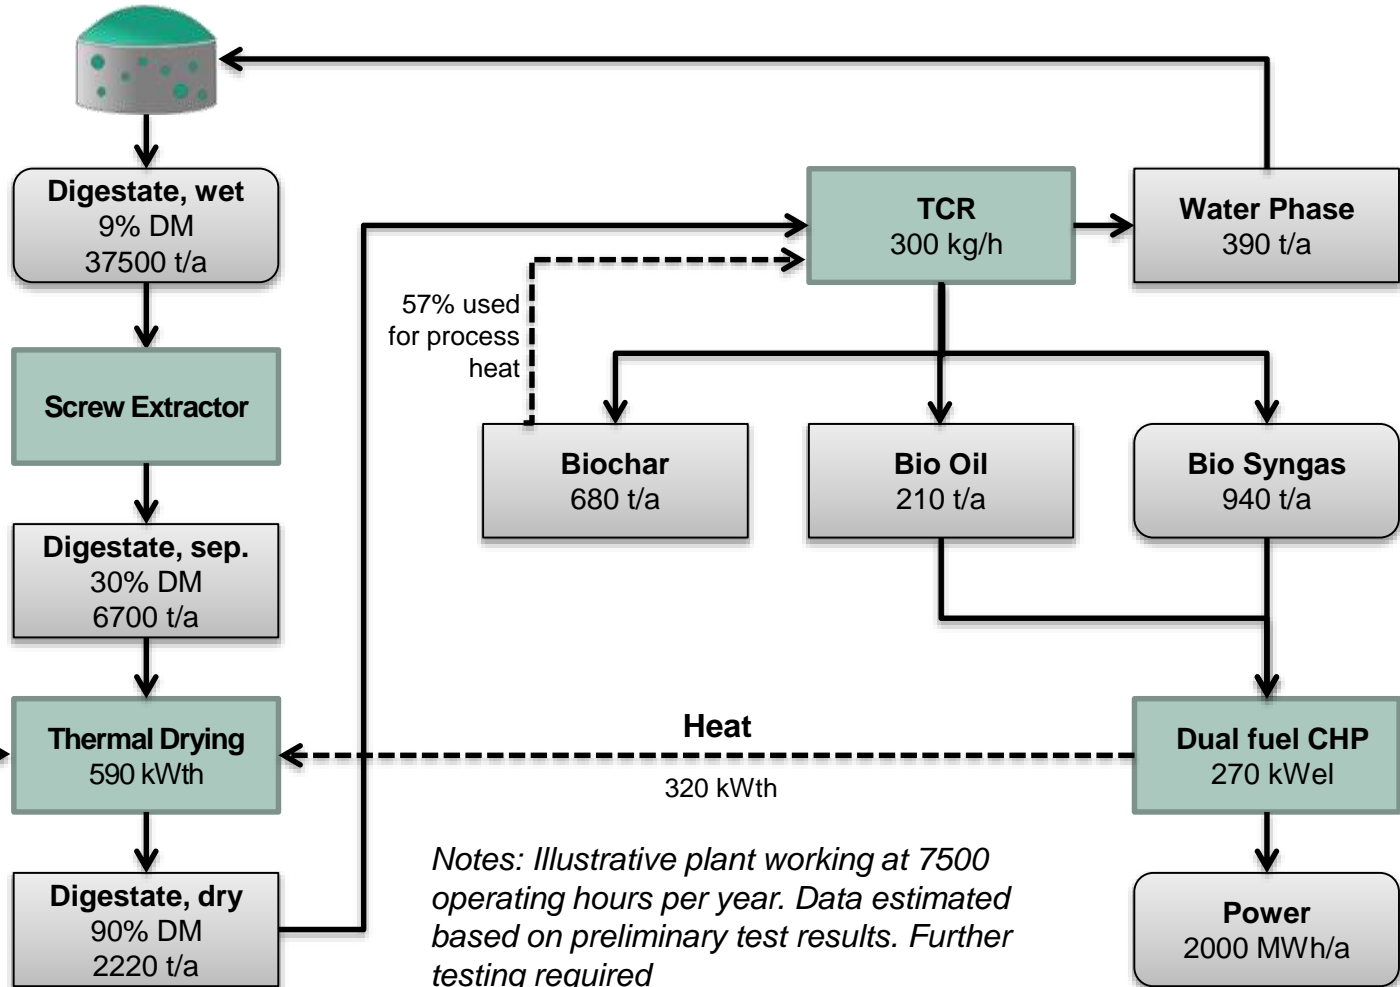 Digestate, wet
9% DM
37500 t/a
TCR
300 kg/h
Water Phase
390 t/a
57% used
for process
heat
Screw Extractor
Biochar
680 t/a
Bio Oil
210 t/a
Bio Syngas
940 t/a
Digestate, sep.
30% DM
6700 t/a
Thermal Drying
590 kWth
Heat
320 kWth
Dual fuel CHP
270 kWel
Digestate, dry
90% DM
2220 t/a
Notes: Illustrative plant working at 7500
operating hours per year. Data estimated
based on preliminary test results. Further
testing required
Power
2000 MWh/a